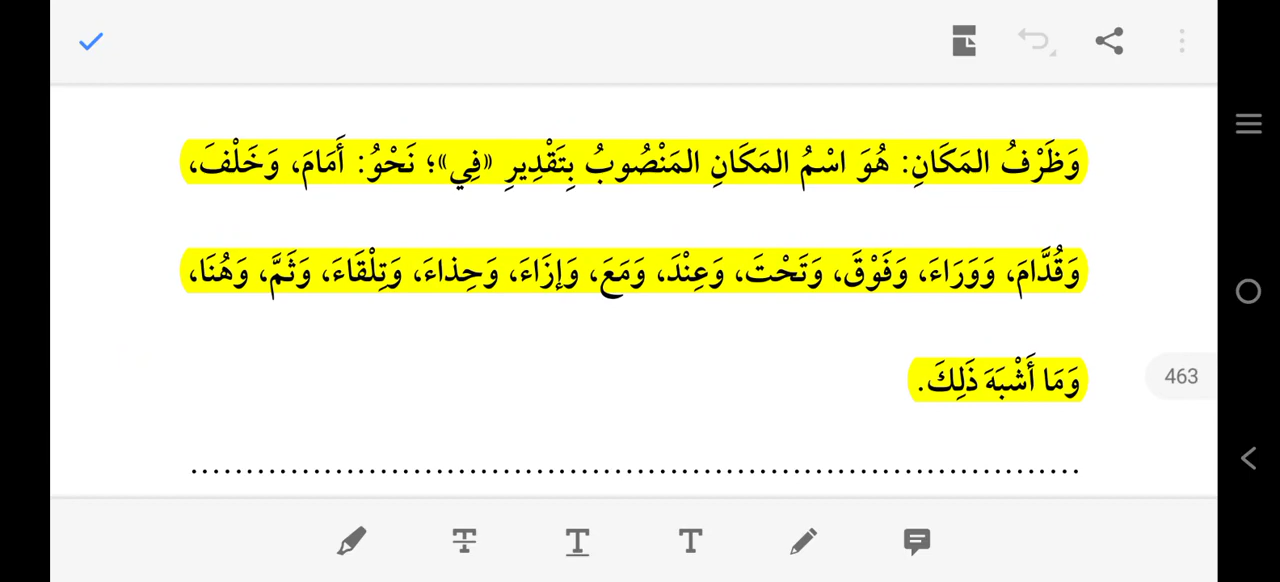 وَظَرْفُ المَكَانِ: هُوَ اسْمُ المَكَانِ المَنْصُوبُ بِتَقْدِيرِ «فِي»؛ نَحْوُ: أَمَامَ، وَخَلْفَ،
وَقُدَّامَ، وَوَرَاءَ، وَفَوْقَ، وَتَحْتَ، وَعِنْدَ، وَمَعَ، وَإِزَاءَ، وَحِذاءَ، وَتِلْقَاءَ، وَثَمَّ، وَهُنَا،
463
وَمَا أَشْبَهَ ذَلِكَ.